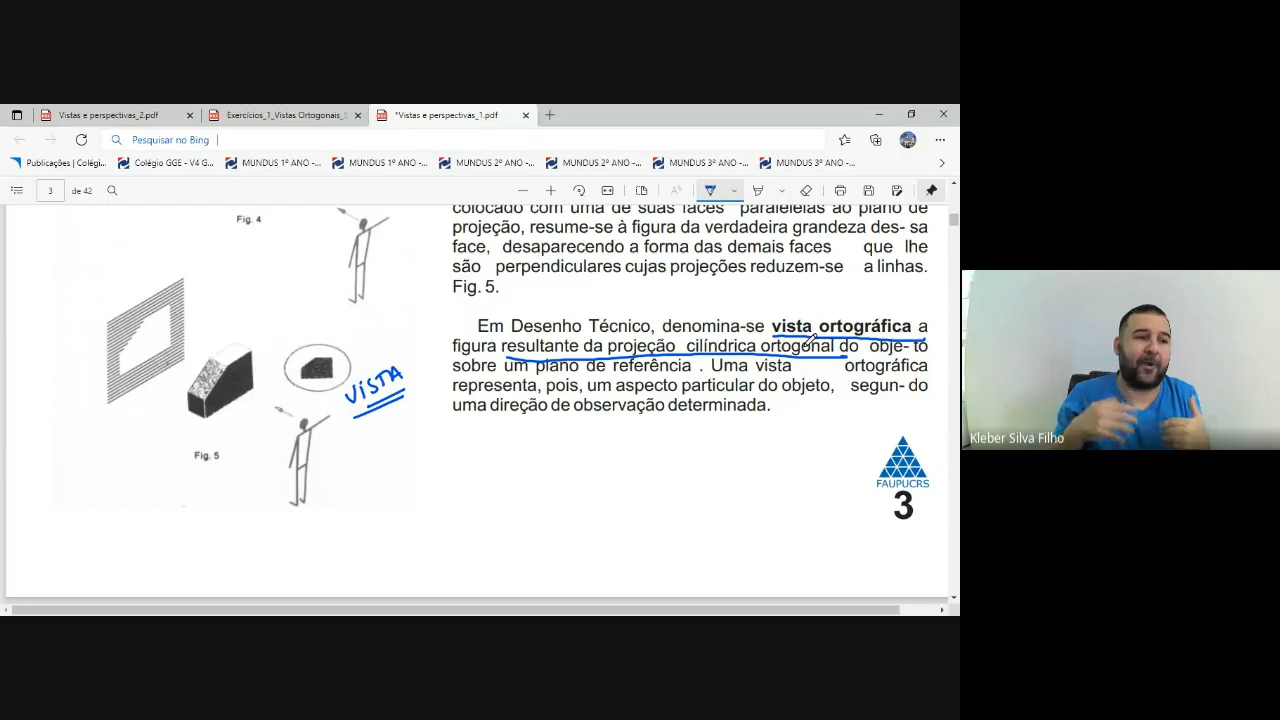 Vistas e perspectivas_2.pdf
Exercícios_1_Vistas Ortogonais_
*Vistas e perspectivas_1.pdf
Pesquisar no Bing
Publicações | Colégi...
Colégio GGE - V4 G...
MUNDUS 1º ANO -...
MUNDUS 1º ANO -...
MUNDUS 2º ANO -...
MUNDUS 2º ANO -...
MUNDUS 3º ANO -...
MUNDUS 3º ANO -...
3 de 42
Fig. 4
Fig. 5
VISTA
colocado com uma de suas faces paralelas ao plano de
projeção, resume-se à figura da verdadeira grandeza des- sa
face, desaparecendo a forma das demais faces que lhe
são perpendiculares cujas projeções reduzem-se a linhas.
Fig. 5.
Em Desenho Técnico, denomina-se vista ortográfica a
figura resultante da projeção cilíndrica ortogonal do obje- to
sobre um plano de referência . Uma vista ortográfica
representa, pois, um aspecto particular do objeto, segun- do
uma direção de observação determinada.
FAUPUCRS
3
Kleber Silva Filho